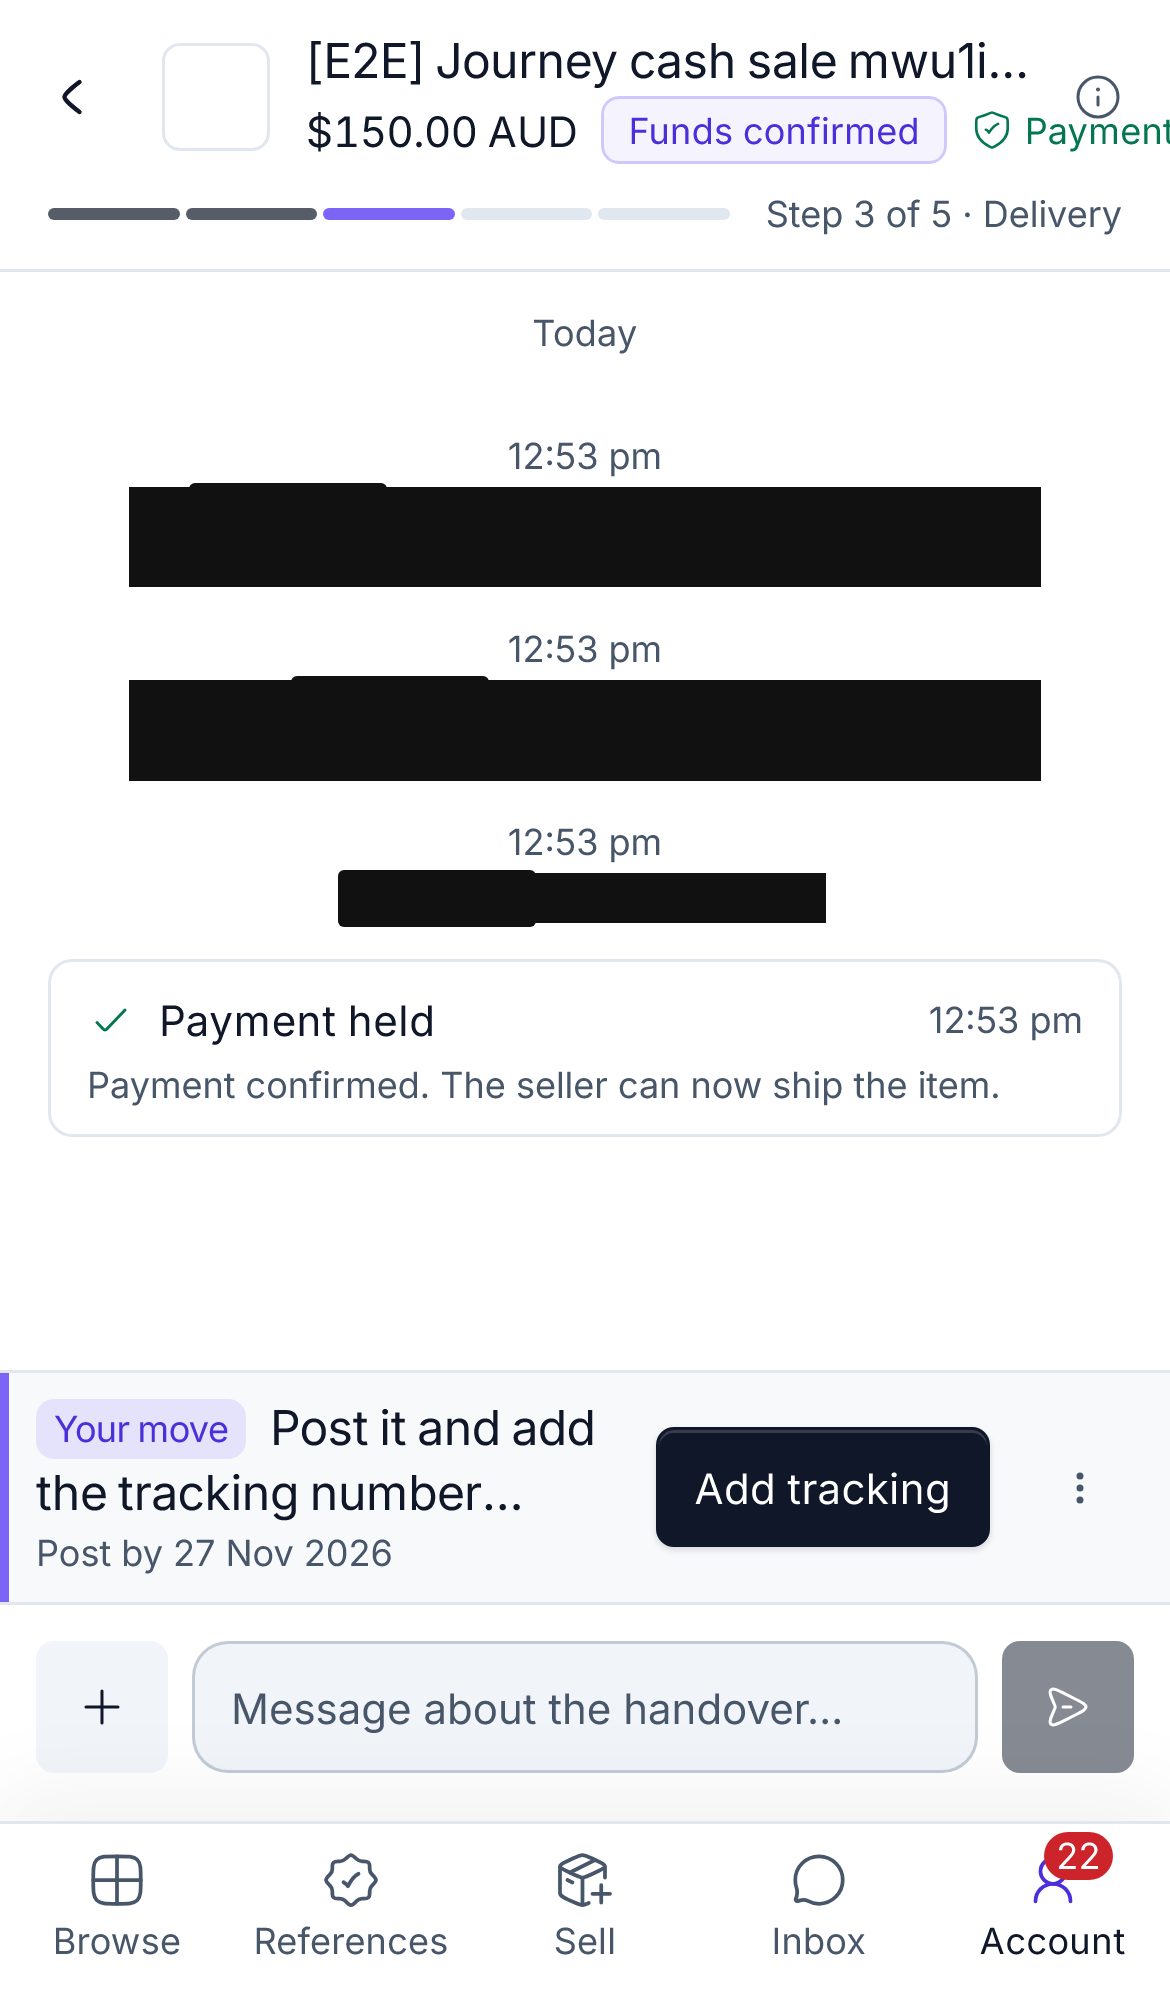 [E2E] Journey cash sale mwu1i...
$150.00 AUD Funds confirmed Payment
Step 3 of 5 · Delivery
Today
12:53 pm
12:53 pm
12:53 pm
Payment held 12:53 pm
Payment confirmed. The seller can now ship the item.
Your move Post it and add
the tracking number...
Post by 27 Nov 2026
Add tracking
Message about the handover...
22
Browse References Sell Inbox Account